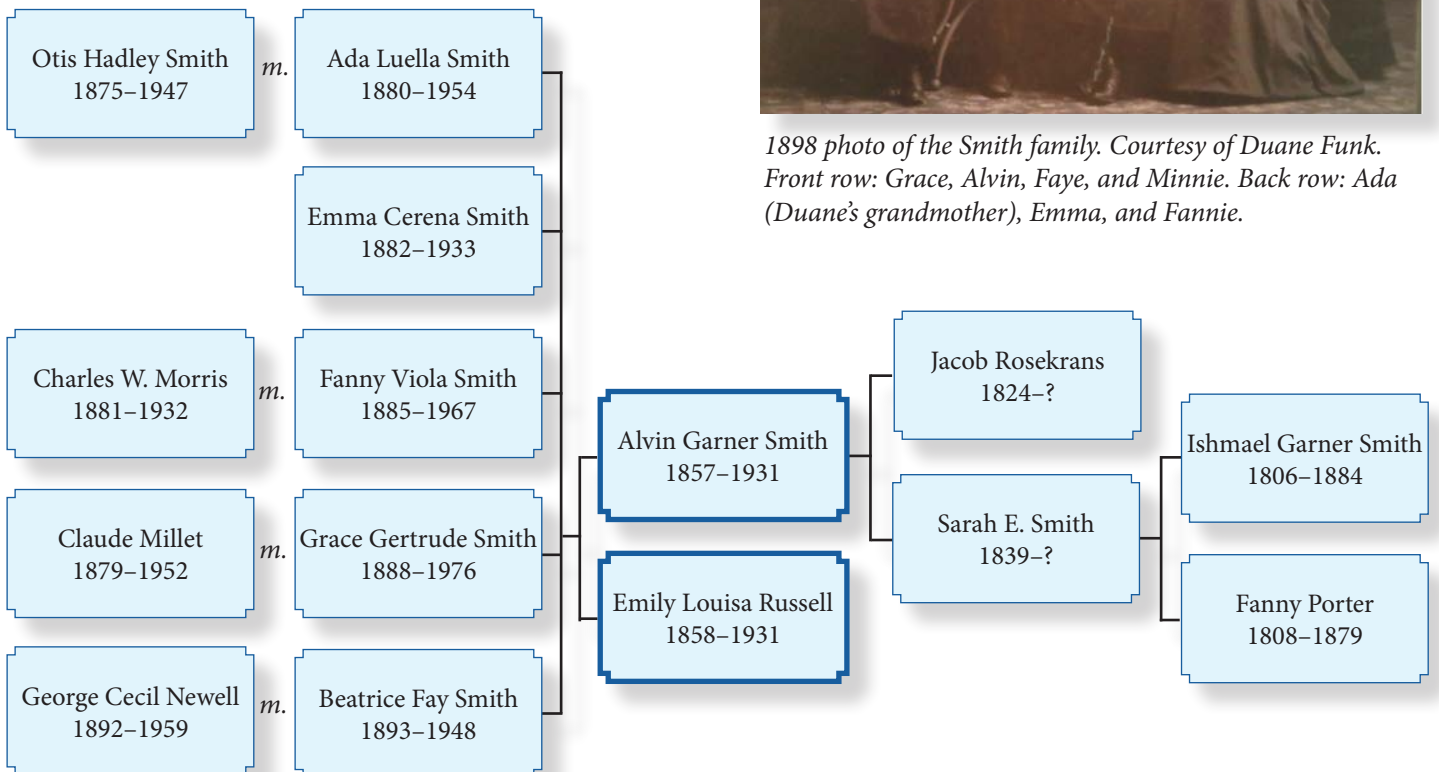 Otis Hadley Smith
1875–1947
m.
Ada Luella Smith
1880–1954
1898 photo of the Smith family. Courtesy of Duane Funk.
Front row: Grace, Alvin, Faye, and Minnie. Back row: Ada
(Duane's grandmother), Emma, and Fannie.
Emma Cerena Smith
1882–1933
Charles W. Morris
1881–1932
m.
Fanny Viola Smith
1885–1967
Claude Millet
1879–1952
m.
Grace Gertrude Smith
1888–1976
George Cecil Newell
1892–1959
m.
Beatrice Fay Smith
1893–1948
Alvin Garner Smith
1857–1931
Emily Louisa Russell
1858–1931
Jacob Rosekrans
1824–?
Sarah E. Smith
1839–?
Ishmael Garner Smith
1806–1884
Fanny Porter
1808–1879